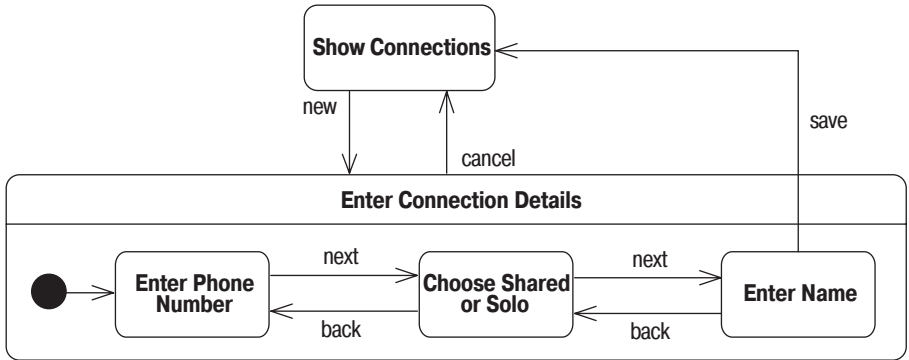 Show Connections
new
save
cancel
Enter Connection Details
next
next
Enter Phone
Number
Choose Shared
or Solo
Enter Name
back
back